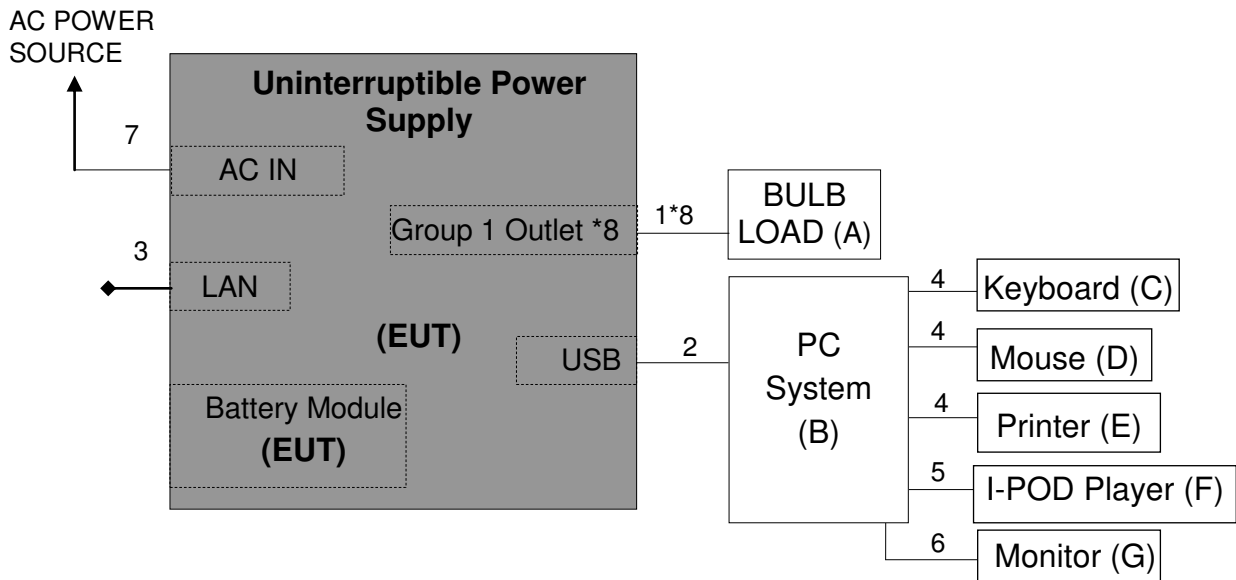 AC POWER
SOURCE
Uninterruptible Power
Supply
7
AC IN
Group 1 Outlet *8
1*8
BULB
LOAD (A)
3
LAN
(EUT)
USB
2
PC
System
(B)
4
Keyboard (C)
4
Mouse (D)
4
Printer (E)
5
I-POD Player (F)
6
Monitor (G)
Battery Module
(EUT)